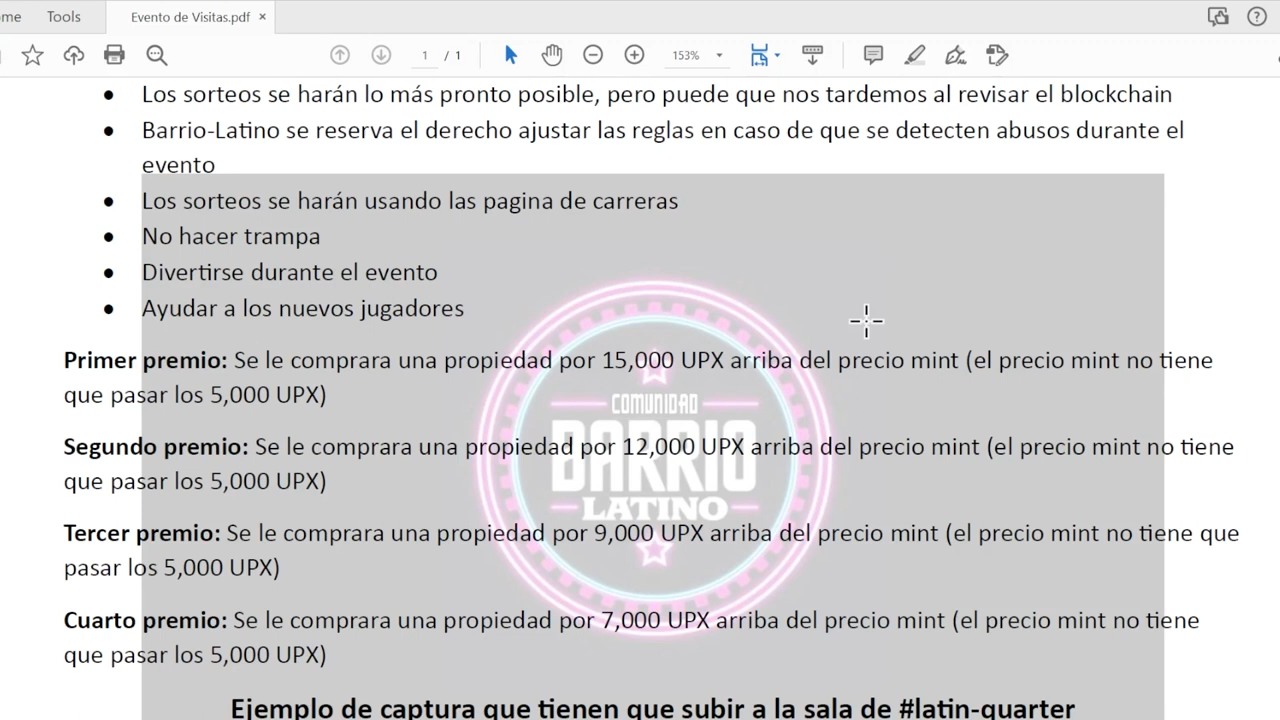 ome Tools Evento de Visitas.pdf ×
1 / 1 153%
• Los sorteos se harán lo más pronto posible, pero puede que nos tardemos al revisar el blockchain
• Barrio-Latino se reserva el derecho ajustar las reglas en caso de que se detecten abusos durante el
evento
• Los sorteos se harán usando las pagina de carreras
• No hacer trampa
• Divertirse durante el evento
• Ayudar a los nuevos jugadores
Primer premio: Se le comprara una propiedad por 15,000 UPX arriba del precio mint (el precio mint no tiene
que pasar los 5,000 UPX)
COMUNIDAD
Segundo premio: Se le comprara una propiedad por 12,000 UPX arriba del precio mint (el precio mint no tiene
BARRIO
que pasar los 5,000 UPX)
LATINO
Tercer premio: Se le comprara una propiedad por 9,000 UPX arriba del precio mint (el precio mint no tiene que
pasar los 5,000 UPX)
Cuarto premio: Se le comprara una propiedad por 7,000 UPX arriba del precio mint (el precio mint no tiene
que pasar los 5,000 UPX)
Ejemplo de captura que tienen que subir a la sala de #latin-quarter